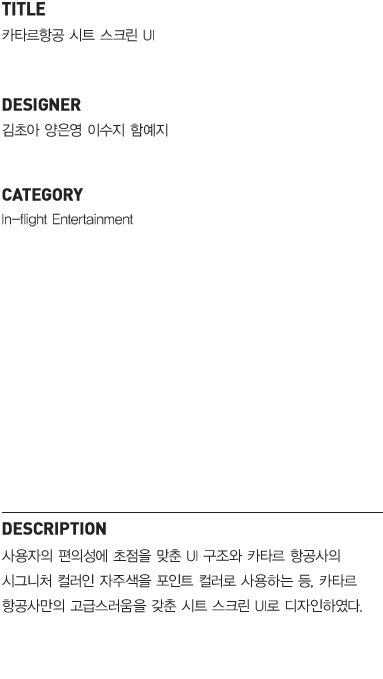 TITLE
카타르항공 시트 스크린 UI
DESIGNER
김초아 양은영 이수지 함예지
CATEGORY
In-flight Entertainment
DESCRIPTION
사용자의 편의성에 초점을 맞춘 UI 구조와 카타르 항공사의
시그니처 컬러인 자주색을 포인트 컬러로 사용하는 등, 카타르
항공사만의 고급스러움을 갖춘 시트 스크린 UI로 디자인하였다.